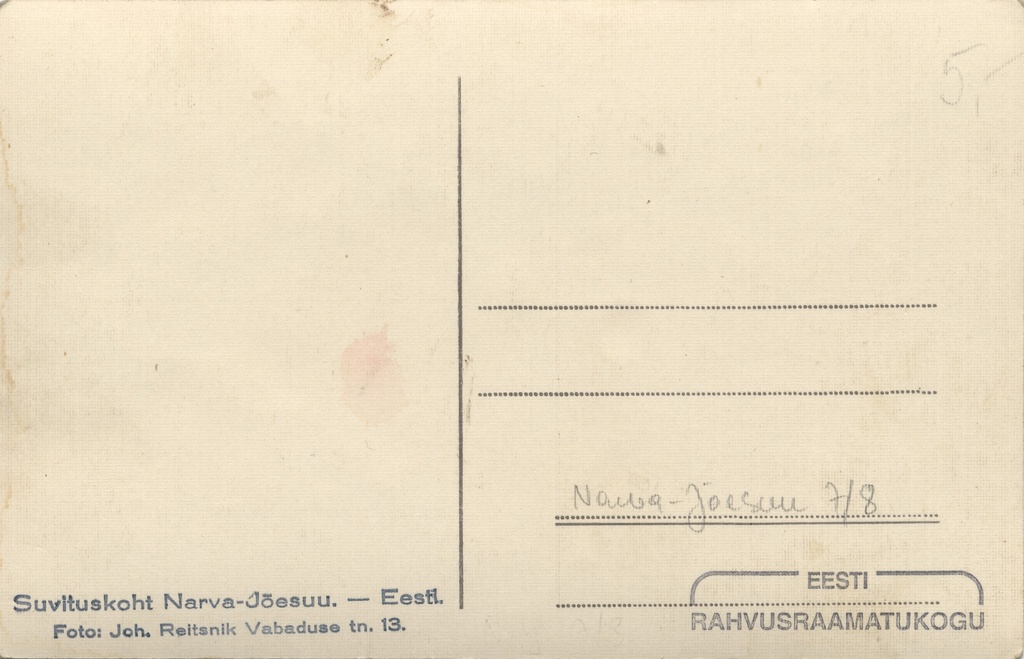 5,-
Narva-Jõesuu 7/8
Suvituskoht Narva-Jõesuu. — Eesti.
Foto: Joh. Reitsnik Vabaduse tn. 13.
EESTI
RAHVUSRAAMATUKOGU